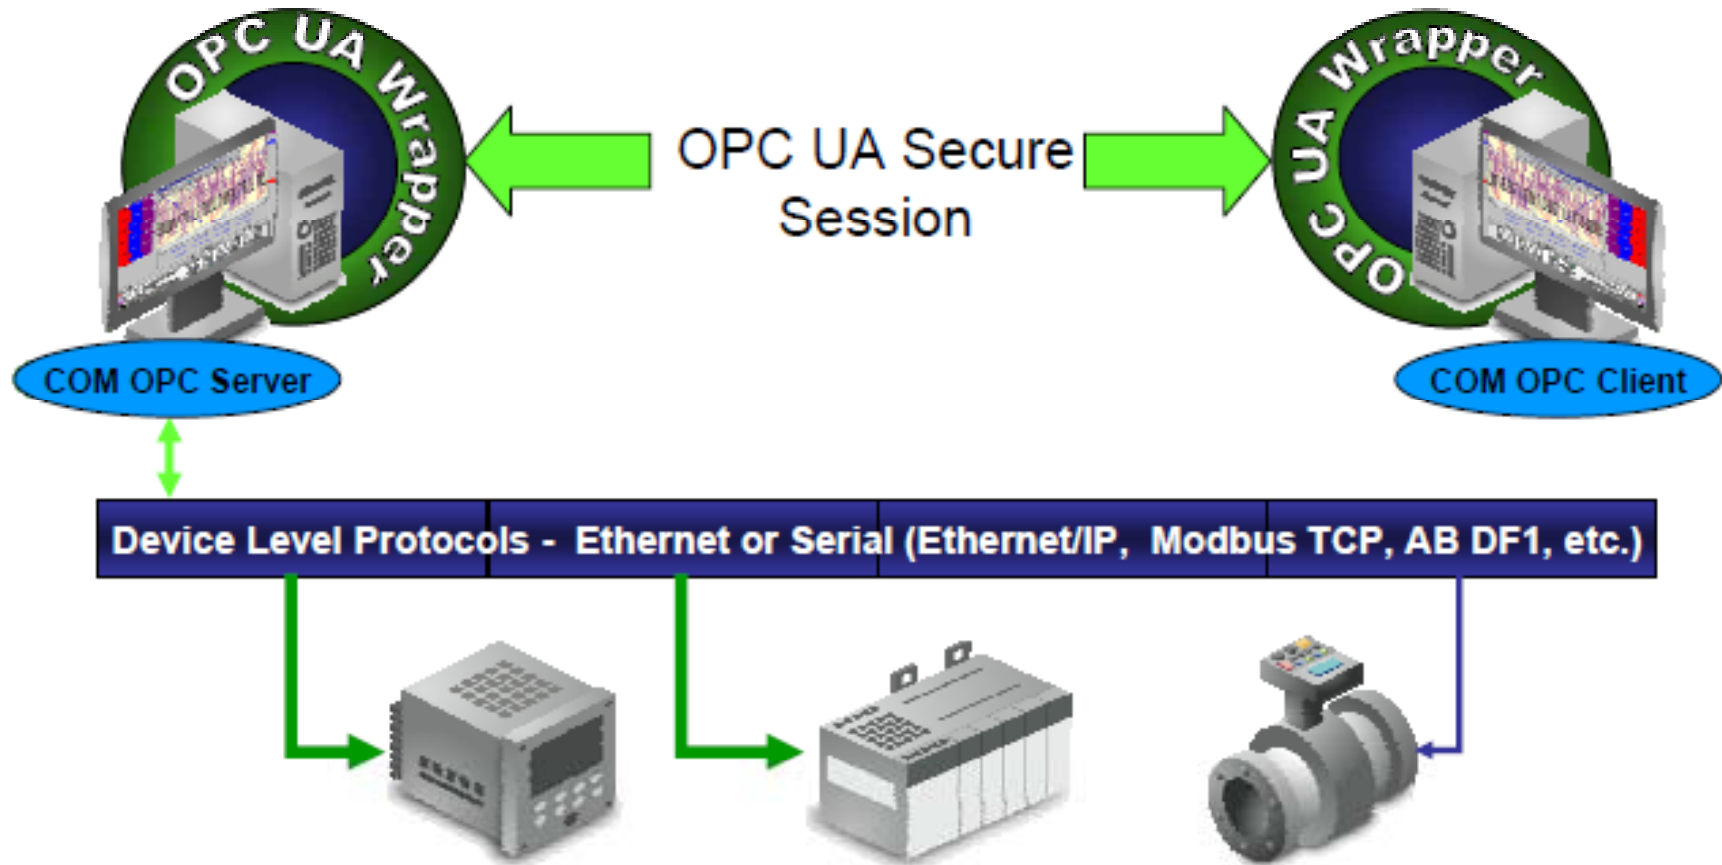 OPC UA Wrapper
OPC UA Wrapper
OPC UA Secure
Session
COM OPC Server
COM OPC Client
Device Level Protocols - Ethernet or Serial (Ethernet/IP, Modbus TCP, AB DF1, etc.)